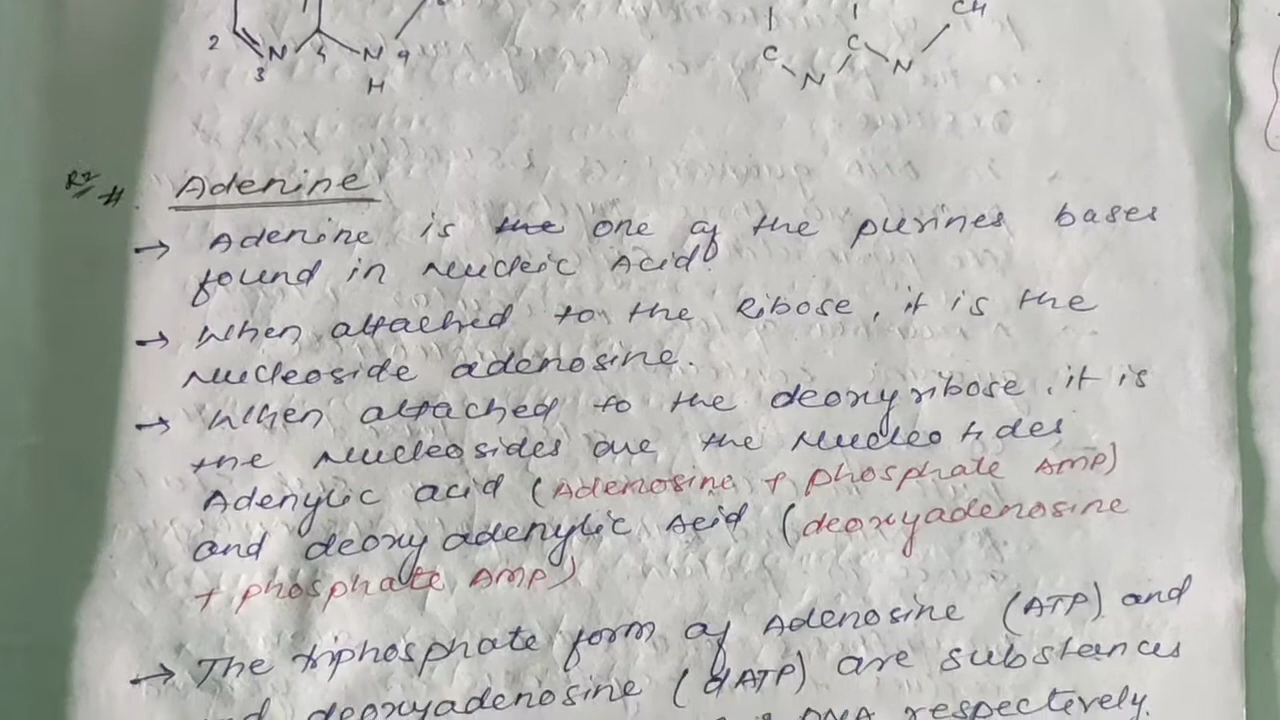 2
N
3
4
N 9
H
C
N
C
N
CH
R2 #. Adenine
→ Adenine is the one of the purines bases
found in Nucleic Acid.
→ When attached to the Ribose, it is the
Nucleoside adenosine.
→ When attached to the deoxyribose, it is
the Nucleosides are the Nucleotides
Adenylic acid (Adenosine + phosphate AMP)
and deoxyadenylic Acid (deoxyadenosine
+ phosphate AMP)
→ The triphosphate form of Adenosine (ATP) and
deoxyadenosine (dATP) are substances
DNA respectively.